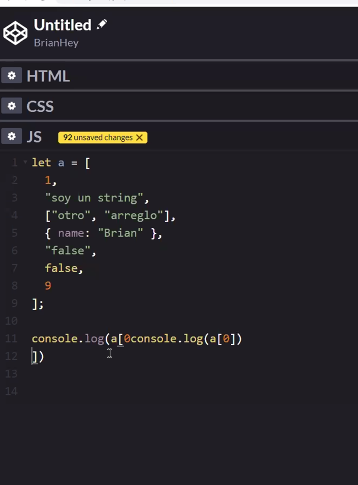 Untitled
BrianHey
HTML
CSS
JS 92 unsaved changes X
1 let a = [
2 1,
3 "soy un string",
4 ["otro", "arreglo"],
5 { name: "Brian" },
6 "false",
7 false,
8 9
9 ];
10
11 console.log(a[0console.log(a[0])
12 ])
13
14